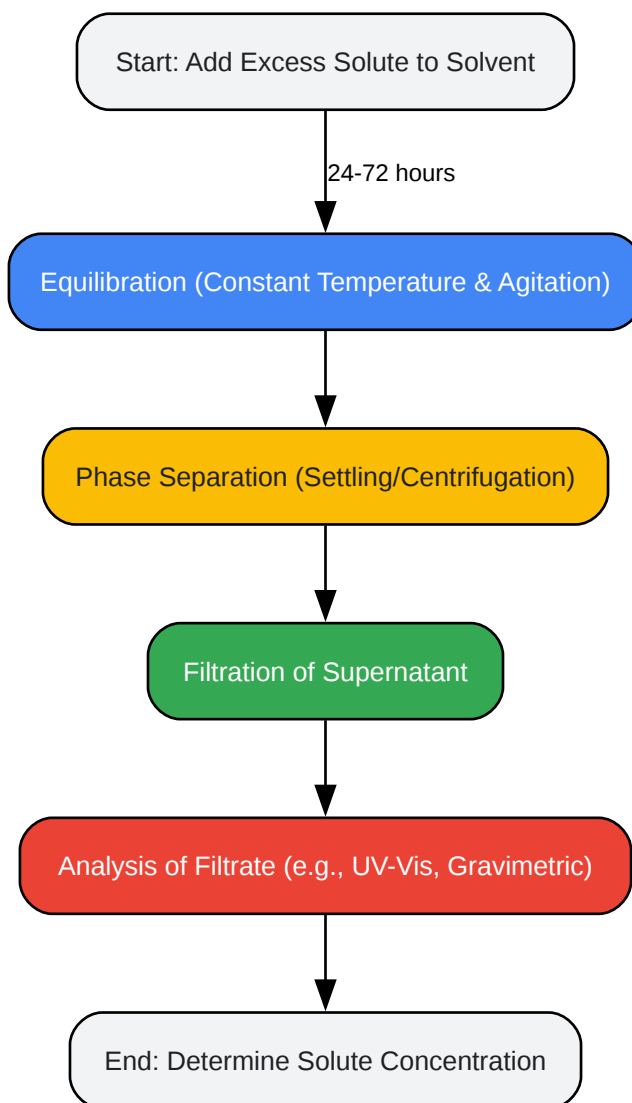 Start: Add Excess Solute to Solvent
24-72 hours
Equilibration (Constant Temperature & Agitation)
Phase Separation (Settling/Centrifugation)
Filtration of Supernatant
Analysis of Filtrate (e.g., UV-Vis, Gravimetric)
End: Determine Solute Concentration